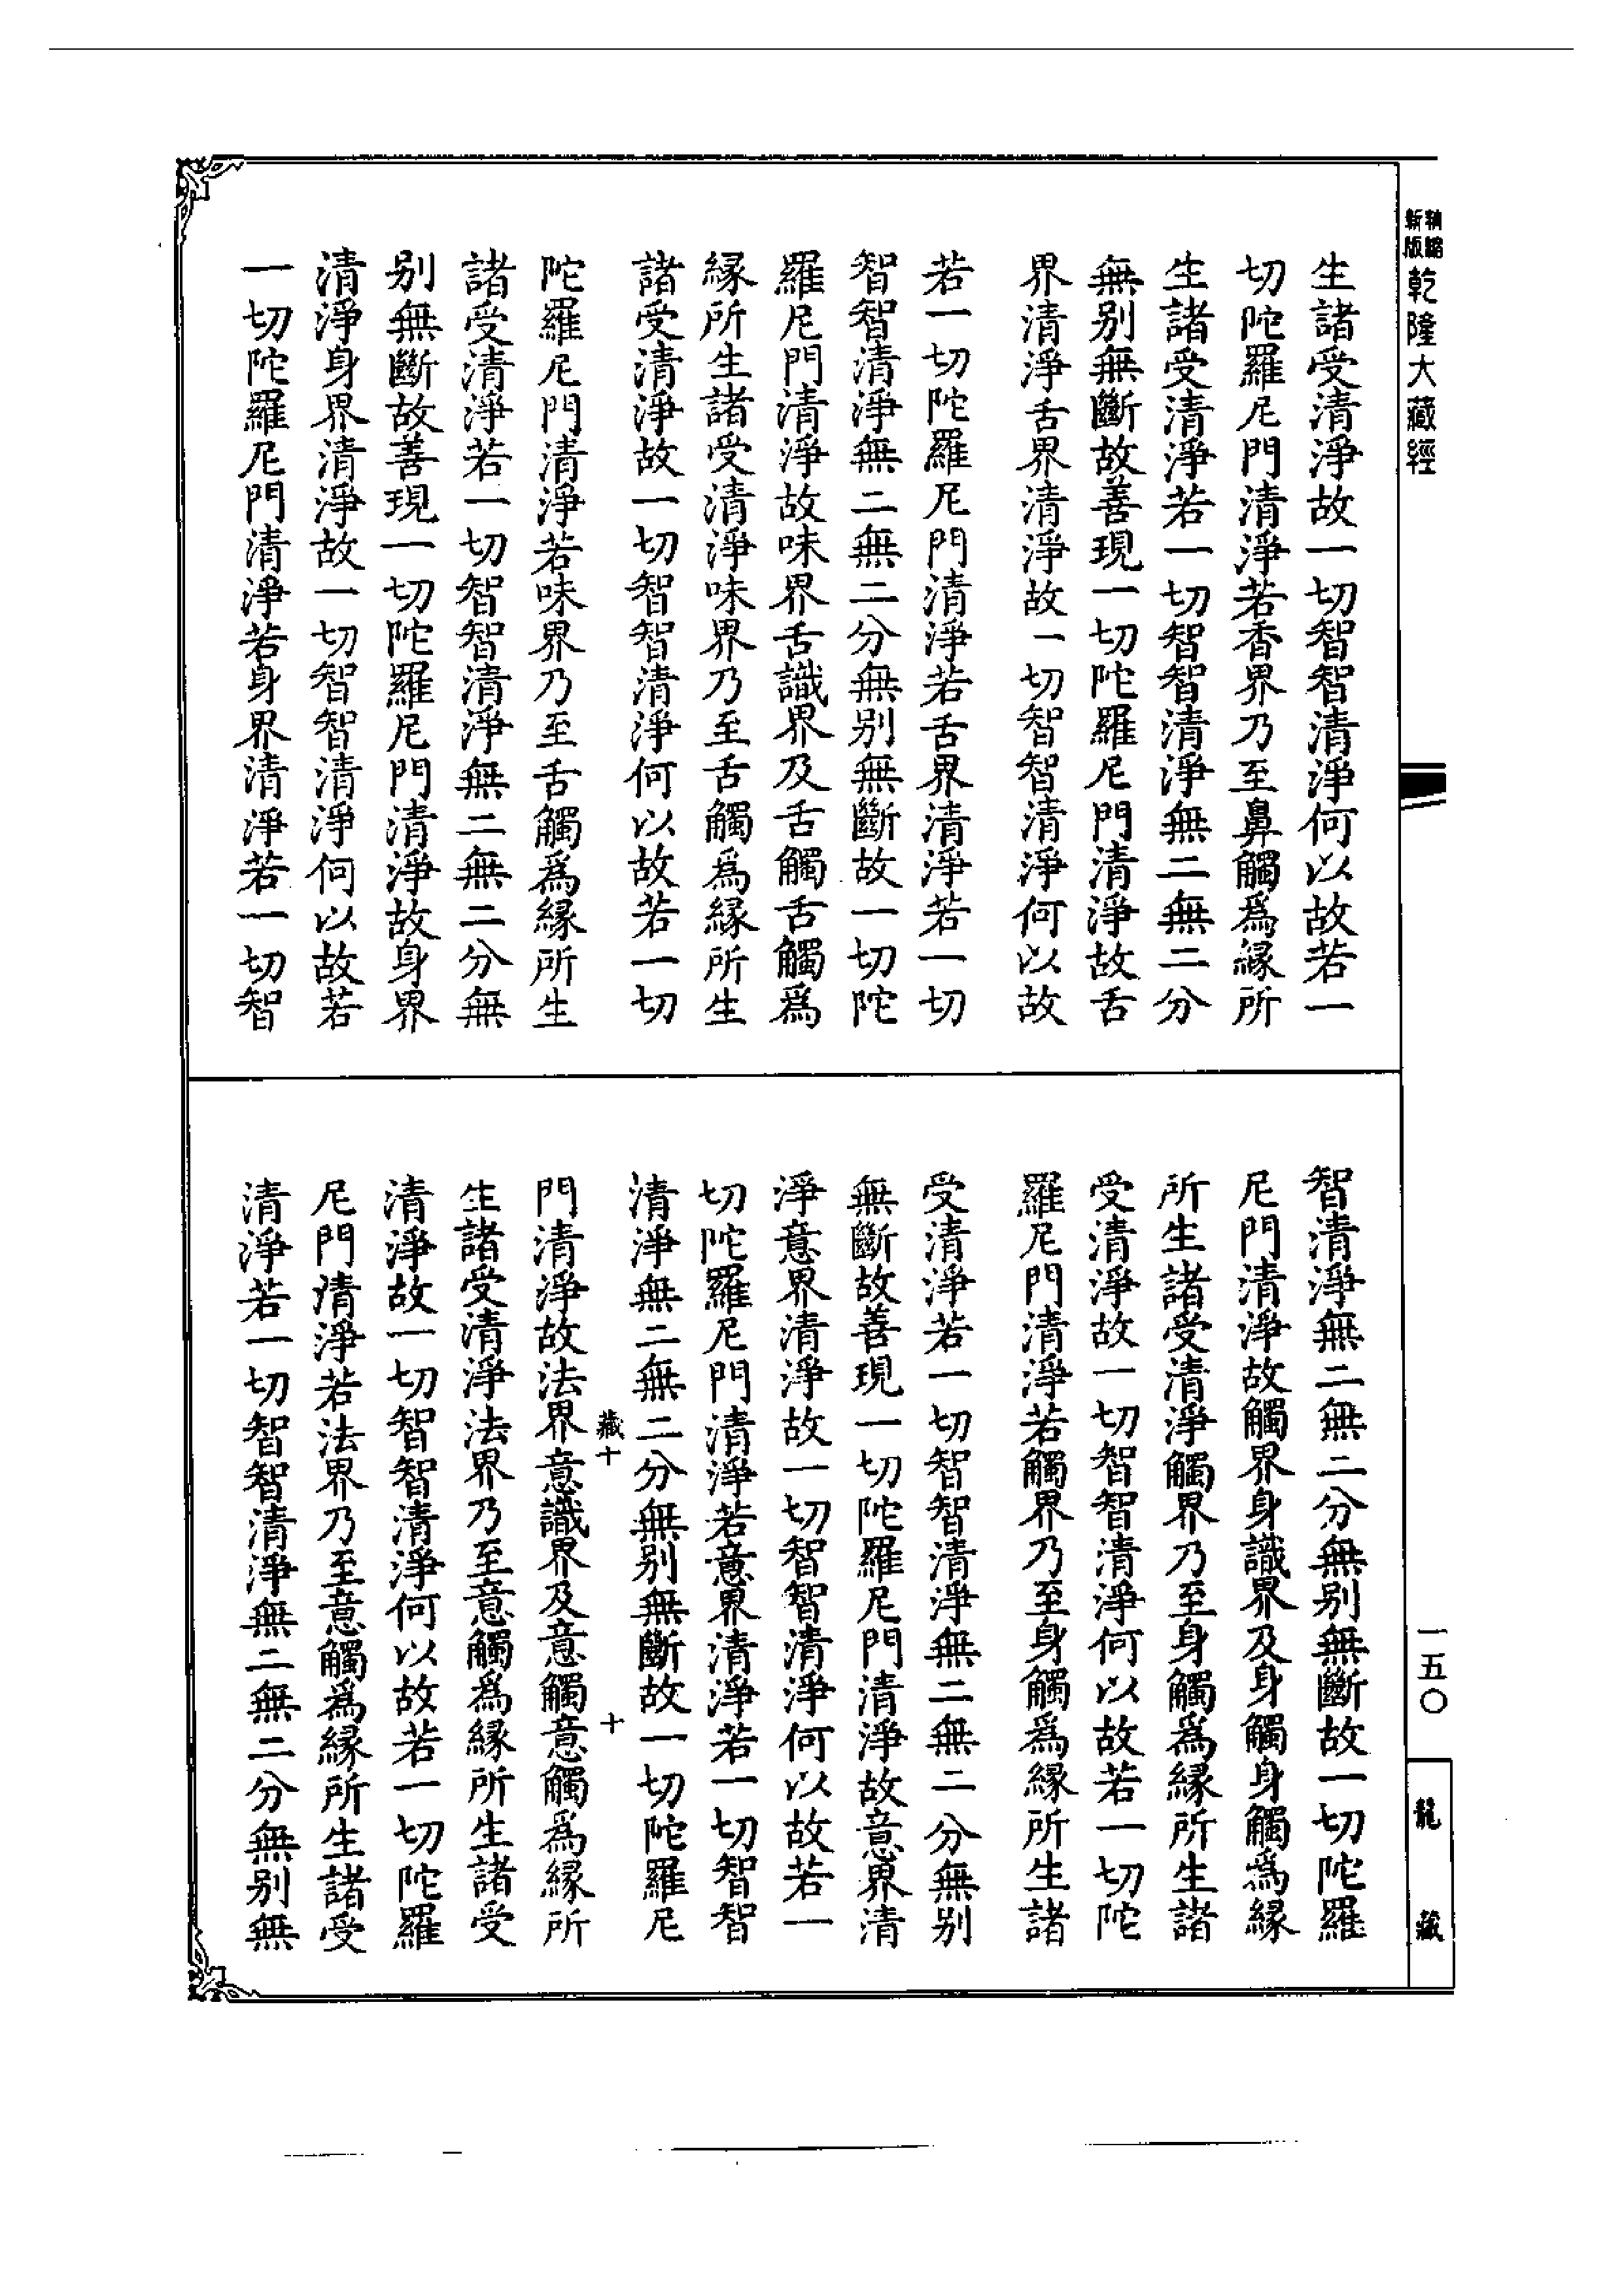 新版
精縮
乾隆大藏經
一五〇
龍藏
生諸受清淨故一切智智清淨何以故若一
切陀羅尼門清淨若香界乃至鼻觸爲緣所
生諸受清淨若一切智智清淨無二無二分
無別無斷故善現一切陀羅尼門清淨故舌
界清淨舌界清淨故一切智智清淨何以故
若一切陀羅尼門清淨若舌界清淨若一切
智智清淨無二無二分無別無斷故一切陀
羅尼門清淨故味界舌識界及舌觸舌觸爲
緣所生諸受清淨味界乃至舌觸爲緣所生
諸受清淨故一切智智清淨何以故若一切
陀羅尼門清淨若味界乃至舌觸爲緣所生
諸受清淨若一切智智清淨無二無二分無
別無斷故善現一切陀羅尼門清淨故身界
清淨身界清淨故一切智智清淨何以故若
一切陀羅尼門清淨若身界清淨若一切智
智清淨無二無二分無別無斷故一切陀羅
尼門清淨故觸界身識界及身觸身觸爲緣
所生諸受清淨觸界乃至身觸爲緣所生諸
受清淨故一切智智清淨何以故若一切陀
羅尼門清淨若觸界乃至身觸爲緣所生諸
受清淨若一切智智清淨無二無二分無別
無斷故善現一切陀羅尼門清淨故意界清
淨意界清淨故一切智智清淨何以故若一
切陀羅尼門清淨若意界清淨若一切智智
清淨無二無二分無別無斷故一切陀羅尼
藏十
十
門清淨故法界意識界及意觸意觸爲緣所
生諸受清淨法界乃至意觸爲緣所生諸受
清淨故一切智智清淨何以故若一切陀羅
尼門清淨若法界乃至意觸爲緣所生諸受
清淨若一切智智清淨無二無二分無別無